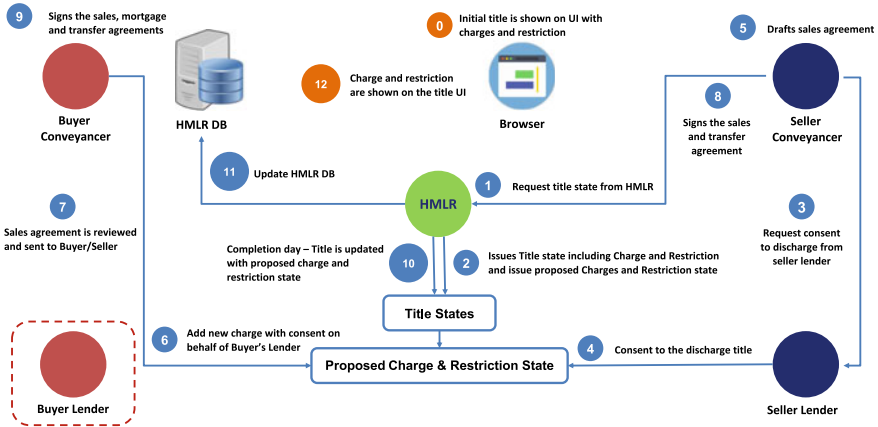 9
Signs the sales, mortgage
and transfer agreements
0
Initial title is shown on UI with
charges and restriction
5
Drafts sales agreement
12
Charge and restriction
are shown on the title UI
8
Signs the sales
and transfer
agreement
Buyer
Conveyancer
HMLR DB
Browser
Seller
Conveyancer
11
Update HMLR DB
HMLR
1
Request title state from HMLR
7
Sales agreement is reviewed
and sent to Buyer/Seller
3
Request consent
to discharge from
seller lender
Completion day – Title is updated
with proposed charge and
restriction state
10
2
Issues Title state including Charge and Restriction
and issue proposed Charges and Restriction state
Title States
6
Add new charge with consent on
behalf of Buyer's Lender
Proposed Charge & Restriction State
4
Consent to the discharge title
Buyer Lender
Seller Lender